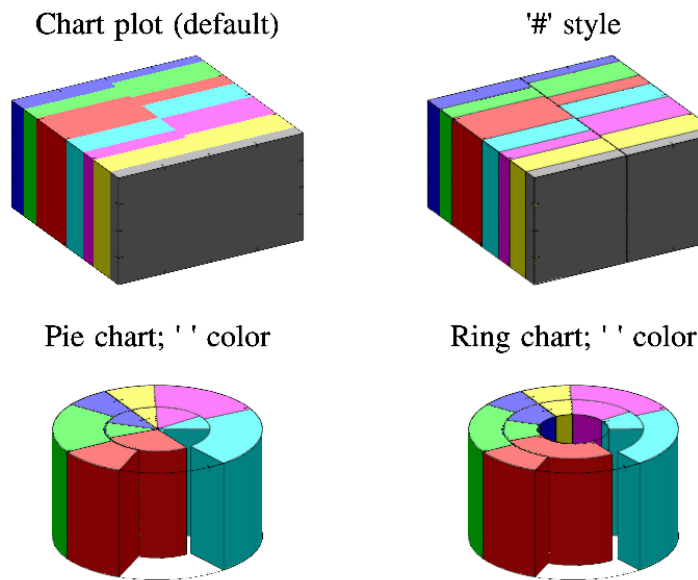 Chart plot (default)
'#' style
Pie chart; ' ' color
Ring chart; ' ' color